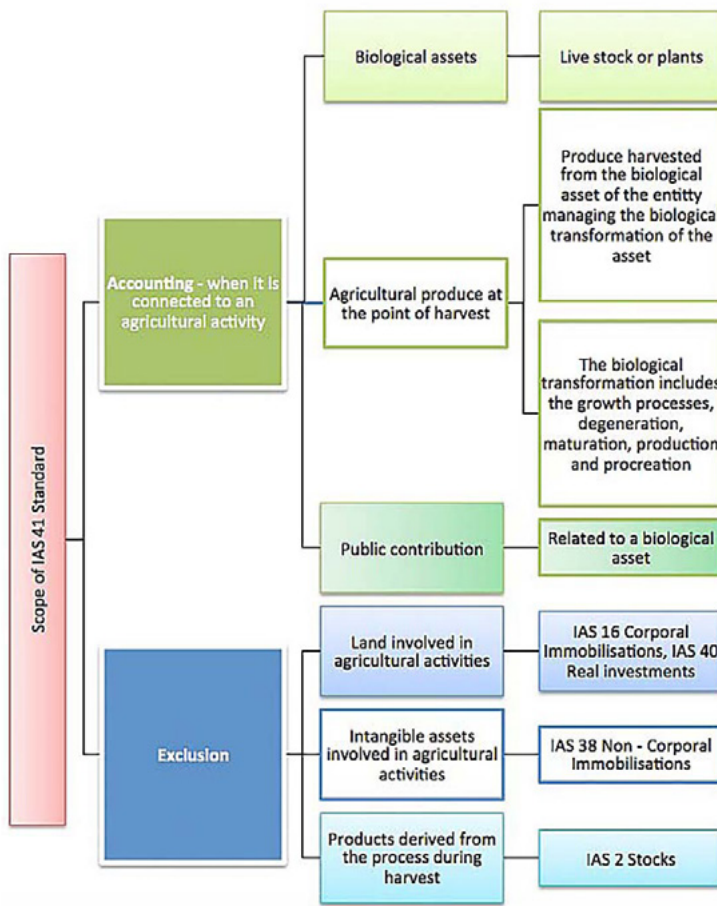 Scope of IAS 41 Standard
Accounting - when it is
connected to an
agricultural activity
Biological assets
Live stock or plants
Agricultural produce at
the point of harvest
Produce harvested
from the biological
asset of the entity
managing the biological
transformation of the
asset
The biological
transformation includes
the growth processes,
degeneration,
maturation, production
and procreation
Public contribution
Related to a biological
asset
Exclusion
Land involved in
agricultural activities
IAS 16 Corporal
Immobilisations, IAS 40
Real investments
Intangible assets
involved in agricultural
activities
IAS 38 Non - Corporal
Immobilisations
Products derived from
the process during
harvest
IAS 2 Stocks